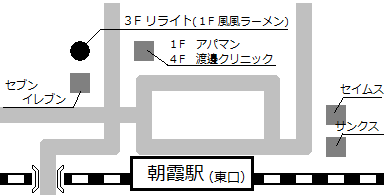 3F リライト(1F 風風ラーメン)
1F アパマン
4F 渡邊クリニック
セブン
イレブン
セイムス
サンクス
朝霞駅(東口)